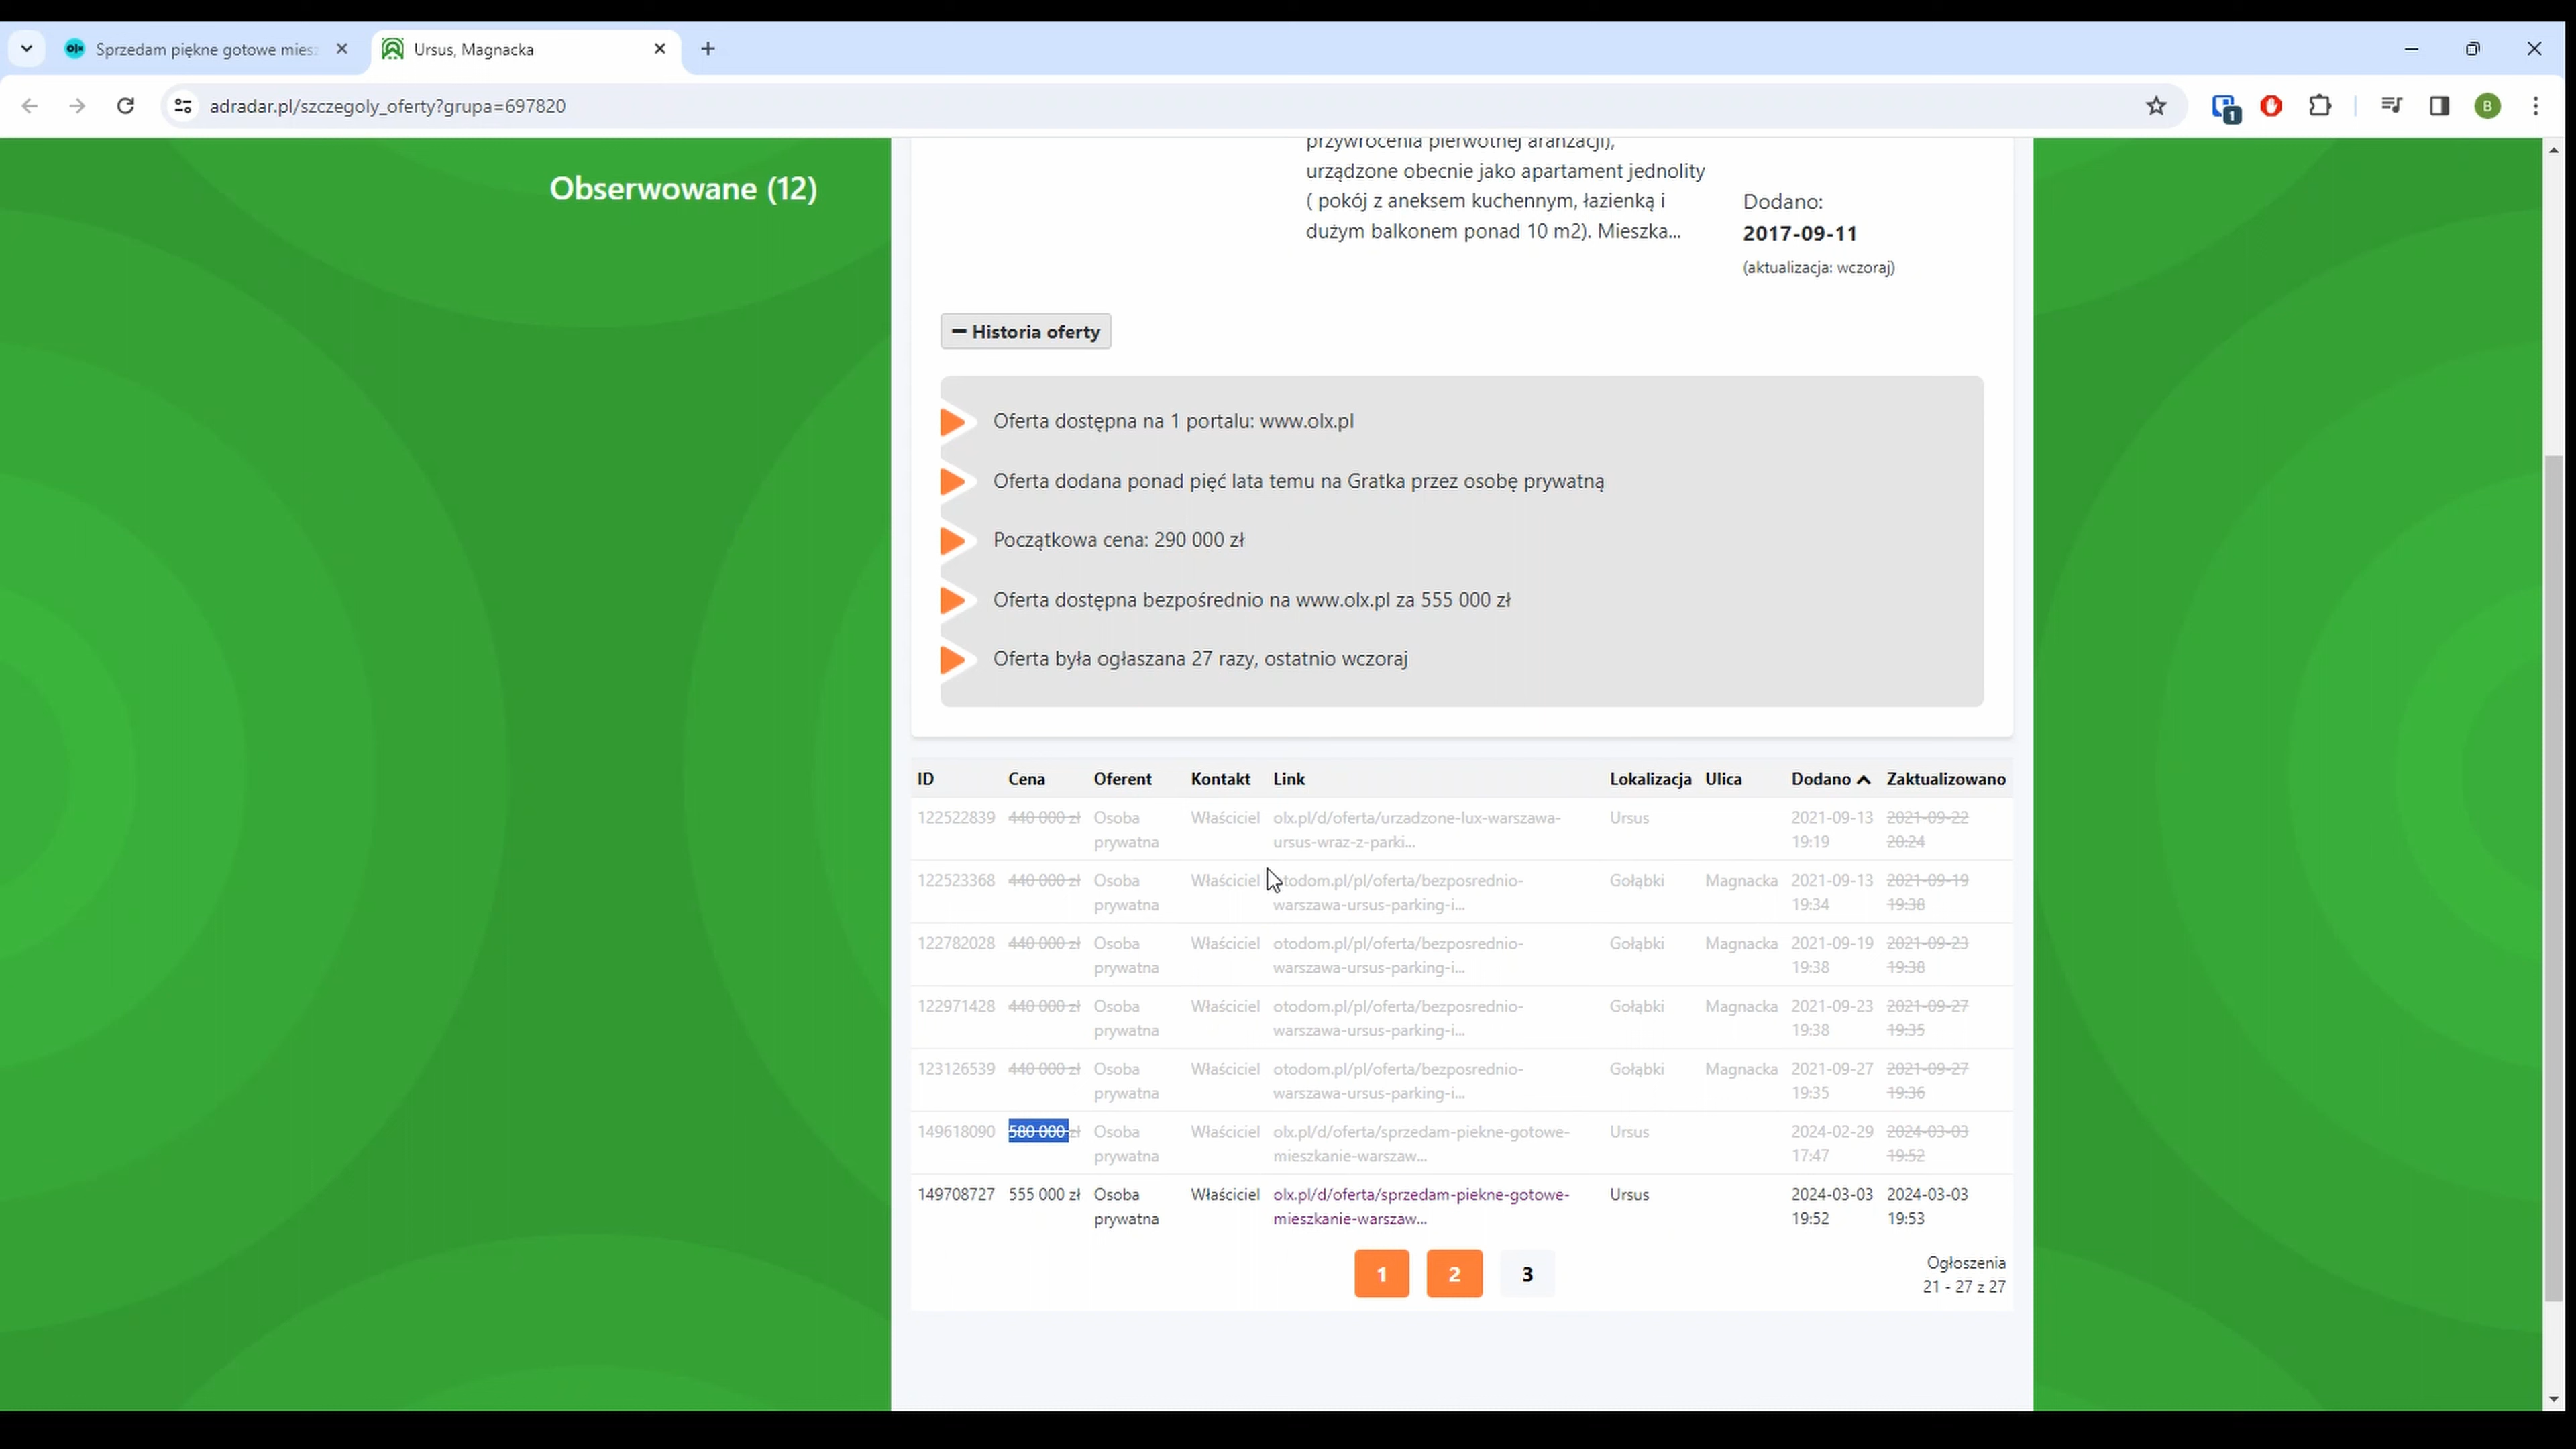 Sprzedam piękne gotowe miesz
Ursus, Magnacka
adradar.pl/szczegoly_oferty?grupa=697820
1
B
Obserwowane (12)
przywrócenia pierwotnej aranżacji),
urządzone obecnie jako apartament jednolity
( pokój z aneksem kuchennym, łazienką i
dużym balkonem ponad 10 m2). Mieszka...
Dodano:
2017-09-11
(aktualizacja: wczoraj)
Historia oferty
Oferta dostępna na 1 portalu: www.olx.pl
Oferta dodana ponad pięć lata temu na Gratka przez osobę prywatną
Początkowa cena: 290 000 zł
Oferta dostępna bezpośrednio na www.olx.pl za 555 000 zł
Oferta była ogłaszana 27 razy, ostatnio wczoraj
ID Cena Oferent Kontakt Link Lokalizacja Ulica Dodano Zaktualizowano
122522839 440 000 zł Osoba Właściciel olx.pl/d/oferta/urzadzone-lux-warszawa- Ursus 2021-09-13 2021-09-22
prywatna ursus-wraz-z-parki... 19:19 20:24
122523368 440 000 zł Osoba Właściciel otodom.pl/pl/oferta/bezposrednio- Gołąbki Magnacka 2021-09-13 2021-09-19
prywatna warszawa-ursus-parking-i... 19:34 19:38
122782028 440 000 zł Osoba Właściciel otodom.pl/pl/oferta/bezposrednio- Gołąbki Magnacka 2021-09-19 2021-09-23
prywatna warszawa-ursus-parking-i... 19:38 19:38
122971428 440 000 zł Osoba Właściciel otodom.pl/pl/oferta/bezposrednio- Gołąbki Magnacka 2021-09-23 2021-09-27
prywatna warszawa-ursus-parking-i... 19:38 19:35
123126539 440 000 zł Osoba Właściciel otodom.pl/pl/oferta/bezposrednio- Gołąbki Magnacka 2021-09-27 2021-09-27
prywatna warszawa-ursus-parking-i... 19:35 19:36
149618090 580 000 zł Osoba Właściciel olx.pl/d/oferta/sprzedam-piekne-gotowe- Ursus 2024-02-29 2024-03-03
prywatna mieszkanie-warszaw... 17:47 19:52
149708727 555 000 zł Osoba Właściciel olx.pl/d/oferta/sprzedam-piekne-gotowe- Ursus 2024-03-03 2024-03-03
prywatna mieszkanie-warszaw... 19:52 19:53
1 2 3
Ogłoszenia
21 - 27 z 27